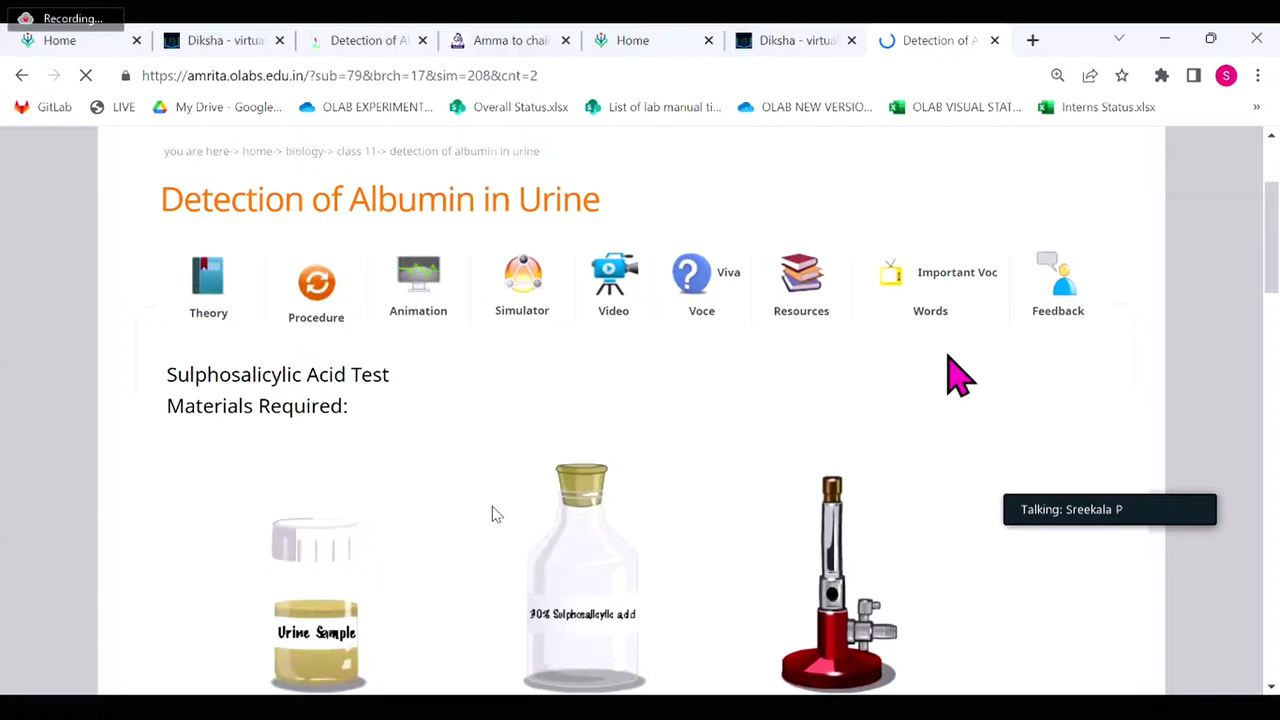 Recording...
Home
Diksha - virtual
Detection of Al
Amma to chair
Home
Diksha - virtual
Detection of A
https://amrita.olabs.edu.in/?sub=79&brch=17&sim=208&cnt=2
S
GitLab
LIVE
My Drive - Google...
OLAB EXPERIMENT...
Overall Status.xlsx
List of lab manual ti...
OLAB NEW VERSIO...
OLAB VISUAL STAT...
Interns Status.xlsx
»
you are here-> home-> biology-> class 11-> detection of albumin in urine
Detection of Albumin in Urine
Theory
Procedure
Animation
Simulator
Video
Viva
Voce
Resources
Important Voc
Words
Feedback
Sulphosalicylic Acid Test
Materials Required:
Urine Sample
30% Sulphosalicylic acid
Talking: Sreekala P